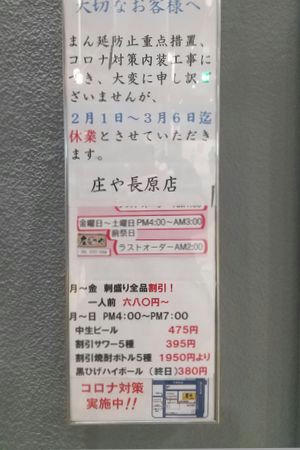 大切なお客様へ
まん延防止重点措置、
コロナ対策内装工事に
つき、大変に申し訳ご
ざいませんが、
2月1日~3月6日迄
休業とさせていただき
ます。
庄や長原店
金曜日~土曜日PM4:00~AM3:00
前祭日
ラストオーダーAM2:00
月~金 刺盛り全品割引!
一人前 六八〇円~
月~日 PM4:00~PM7:00
中生ビール 475円
割引サワー5種 395円
割引焼酎ボトル5種 1950円より
黒ひげハイボール (終日)380円
コロナ対策
実施中!!